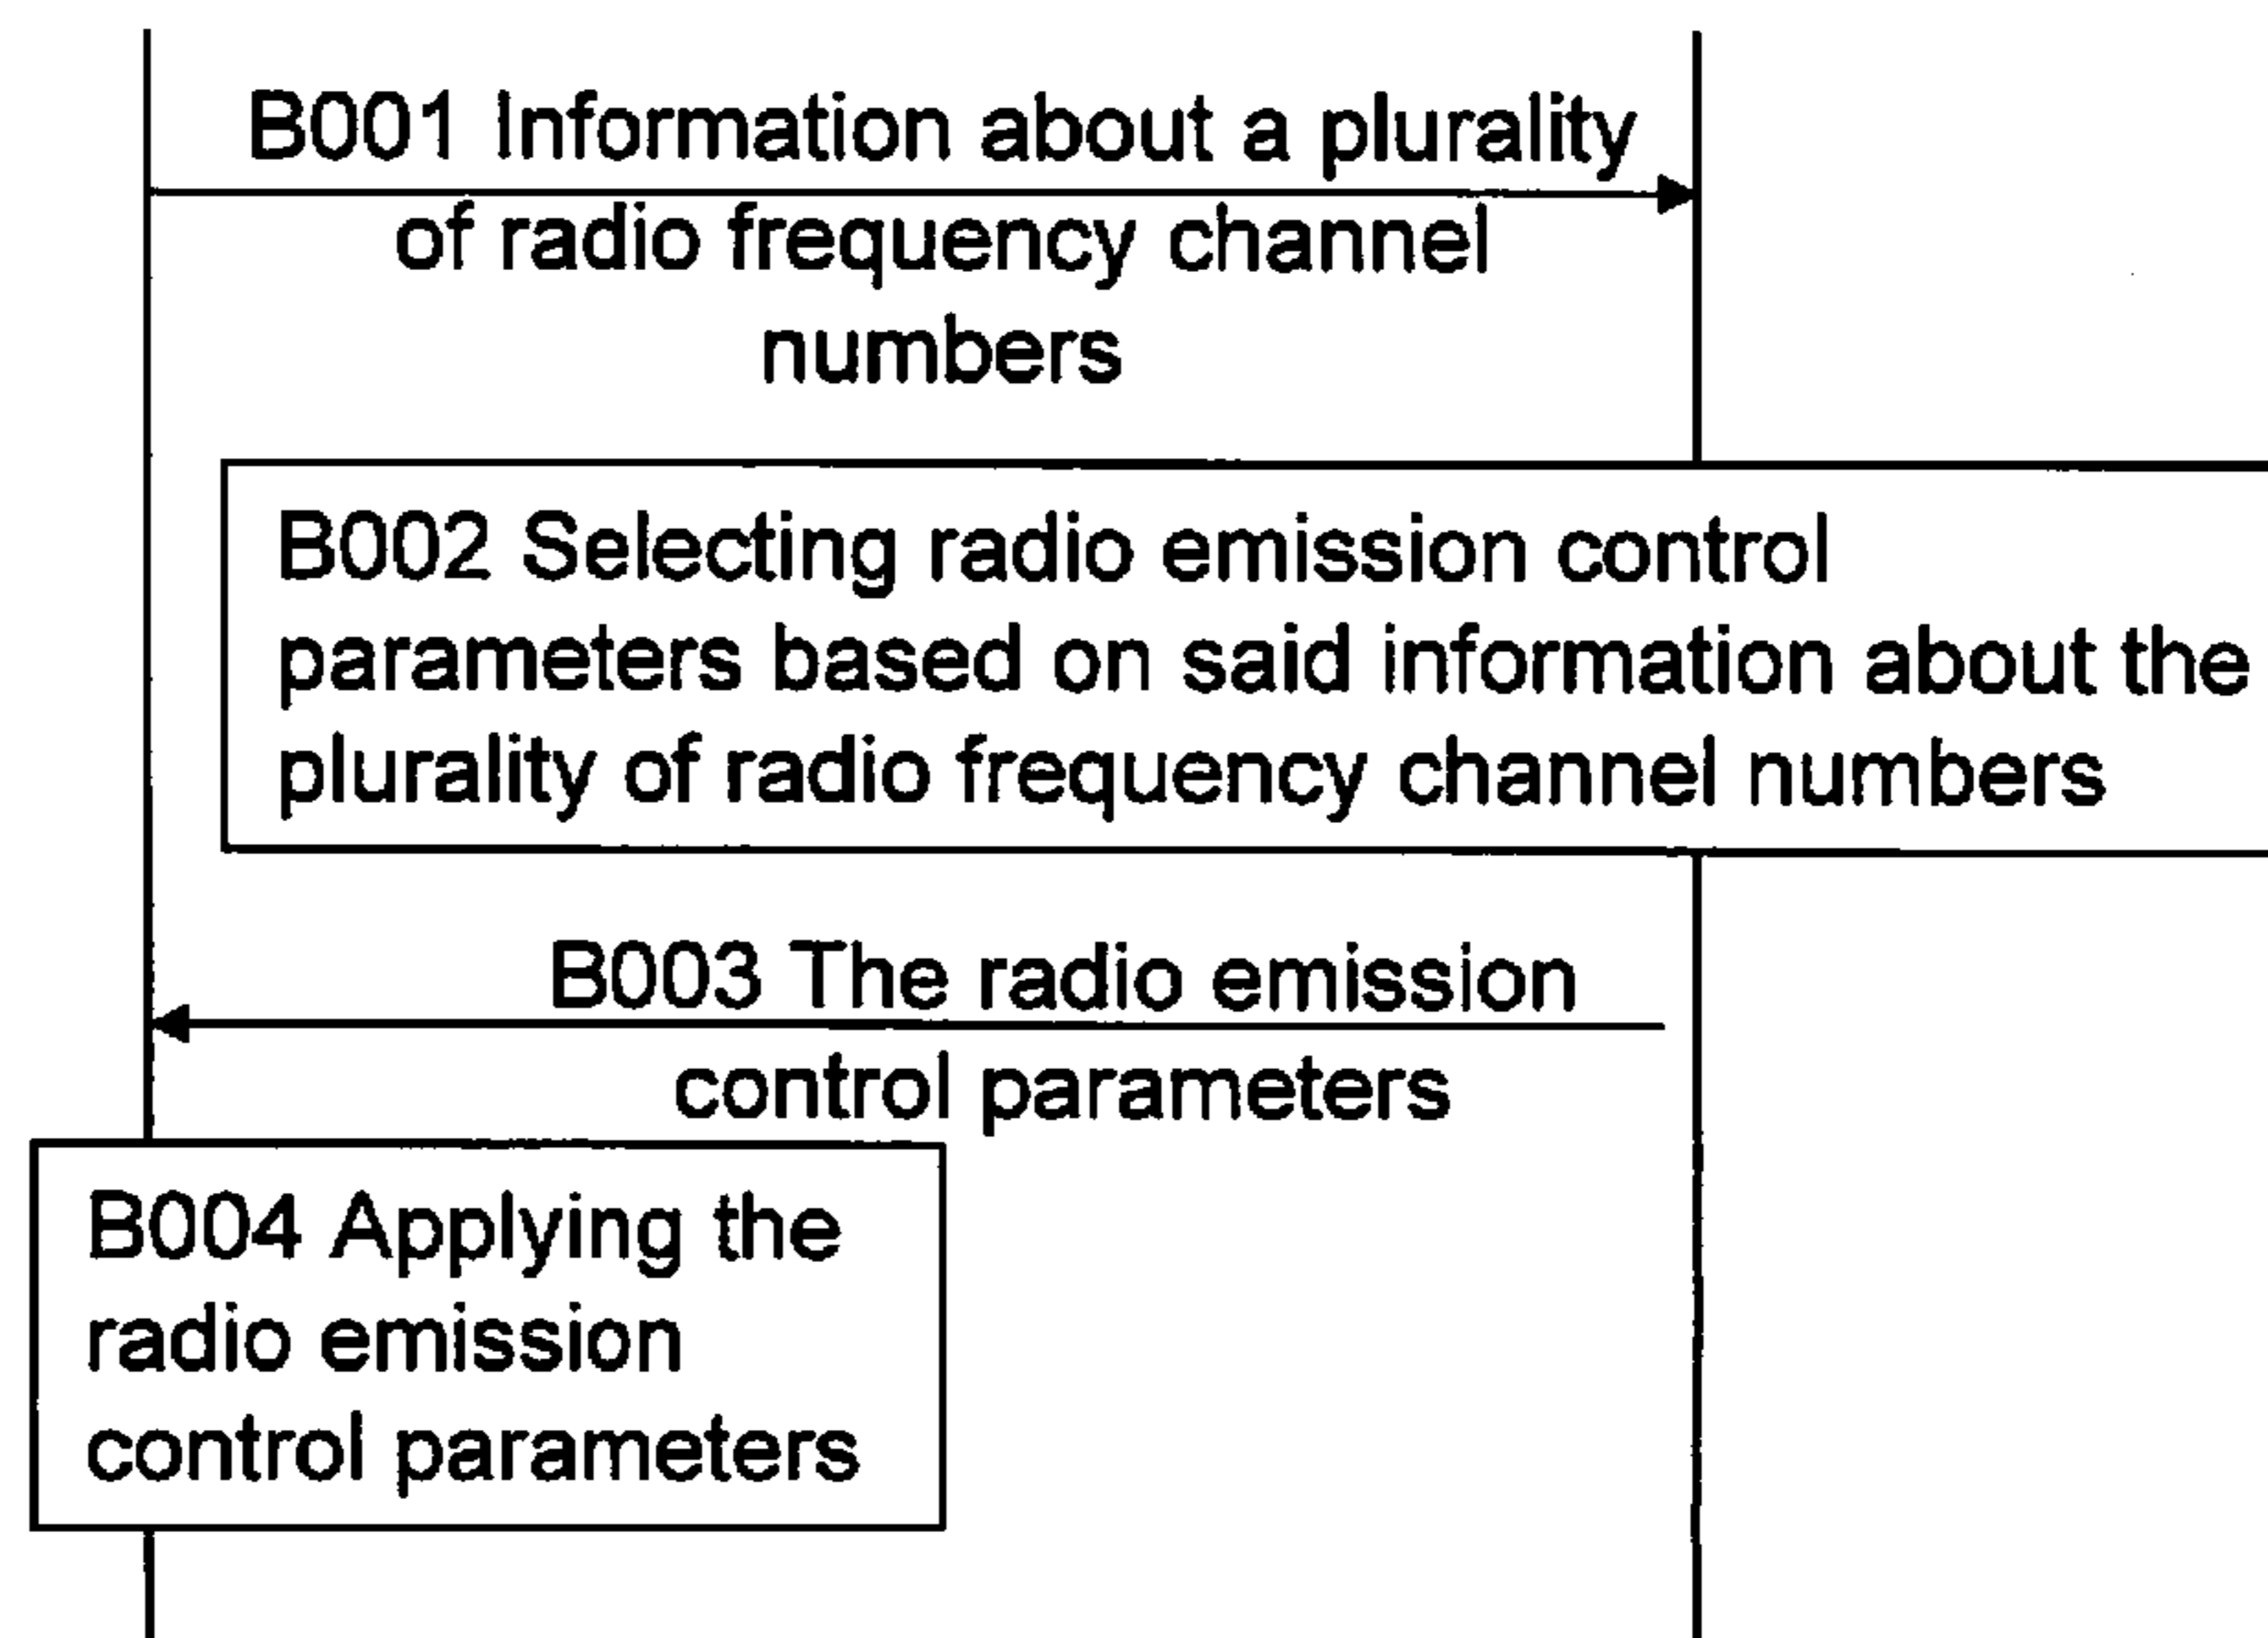 B001 Information about a plurality
of radio frequency channel
numbers
B002 Selecting radio emission control
parameters based on said information about the
plurality of radio frequency channel numbers
B003 The radio emission
control parameters
B004 Applying the
radio emission
control parameters